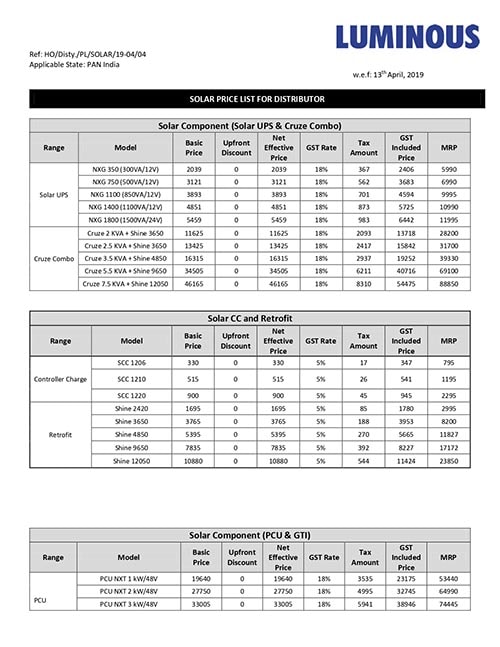 LUMINOUS
Ref: HO/Disty./PL/SOLAR/19-04/04
Applicable State: PAN India
w.e.f: 13th April, 2019
SOLAR PRICE LIST FOR DISTRIBUTOR
Solar Component (Solar UPS & Cruze Combo)
Range Model Basic Price Upfront Discount Net Effective Price GST Rate Tax Amount GST Included Price MRP
Solar UPS
NXG 350 (300VA/12V) 2039 0 2039 18% 367 2406 5990
NXG 750 (500VA/12V) 3121 0 3121 18% 562 3683 6990
NXG 1100 (850VA/12V) 3893 0 3893 18% 701 4594 9995
NXG 1400 (1100VA/12V) 4851 0 4851 18% 873 5725 10990
NXG 1800 (1500VA/24V) 5459 0 5459 18% 983 6442 11995
Cruze Combo
Cruze 2 KVA + Shine 3650 11625 0 11625 18% 2093 13718 28200
Cruze 2.5 KVA + Shine 3650 13425 0 13425 18% 2417 15842 31700
Cruze 3.5 KVA + Shine 4850 16315 0 16315 18% 2937 19252 39330
Cruze 5.5 KVA + Shine 9650 34505 0 34505 18% 6211 40716 69100
Cruze 7.5 KVA + Shine 12050 46165 0 46165 18% 8310 54475 88850
Solar CC and Retrofit
Range Model Basic Price Upfront Discount Net Effective Price GST Rate Tax Amount GST Included Price MRP
Controller Charge
SCC 1206 330 0 330 5% 17 347 795
SCC 1210 515 0 515 5% 26 541 1195
SCC 1220 900 0 900 5% 45 945 2295
Retrofit
Shine 2420 1695 0 1695 5% 85 1780 2995
Shine 3650 3765 0 3765 5% 188 3953 8200
Shine 4850 5395 0 5395 5% 270 5665 11827
Shine 9650 7835 0 7835 5% 392 8227 17172
Shine 12050 10880 0 10880 5% 544 11424 23850
Solar Component (PCU & GTI)
Range Model Basic Price Upfront Discount Net Effective Price GST Rate Tax Amount GST Included Price MRP
PCU
PCU NXT 1 kW/48V 19640 0 19640 18% 3535 23175 53440
PCU NXT 2 kW/48V 27750 0 27750 18% 4995 32745 64990
PCU NXT 3 kW/48V 33005 0 33005 18% 5941 38946 74445